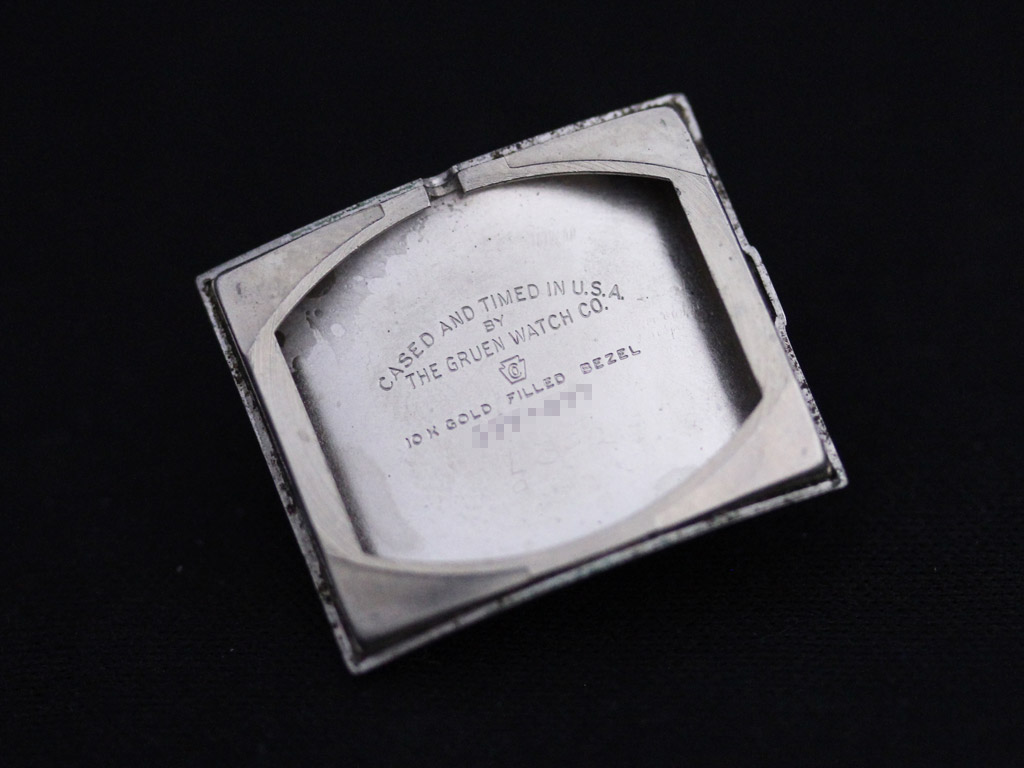 CASED AND TIMED IN U.S.A.
BY
THE GRUEN WATCH CO.
10 K GOLD FILLED BEZEL